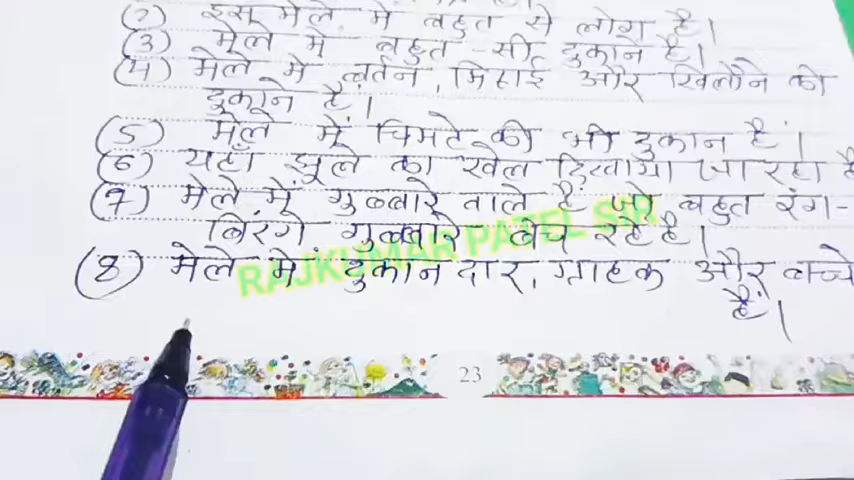 (2) इस मेले में बहुत से लोग है।
(3) मेले में बहुत-सी दुकाने है।
(4) मेले में बर्तन, मिठाई और खिलौने की
दुकाने है।
(5) मेले में चिमटे की भी दुकान है।
(6) यहाँ झूले का खेल दिखाया जा रहा है
(7) मेले में गुब्बारे वाले हैं जो बहुत रंग-
बिरंगे गुब्बारे बेच रहे है।
RAJKUMAR PATEL SIR
(8) मेले में दुकानदार, ग्राहक और बच्चे
हैं।
23